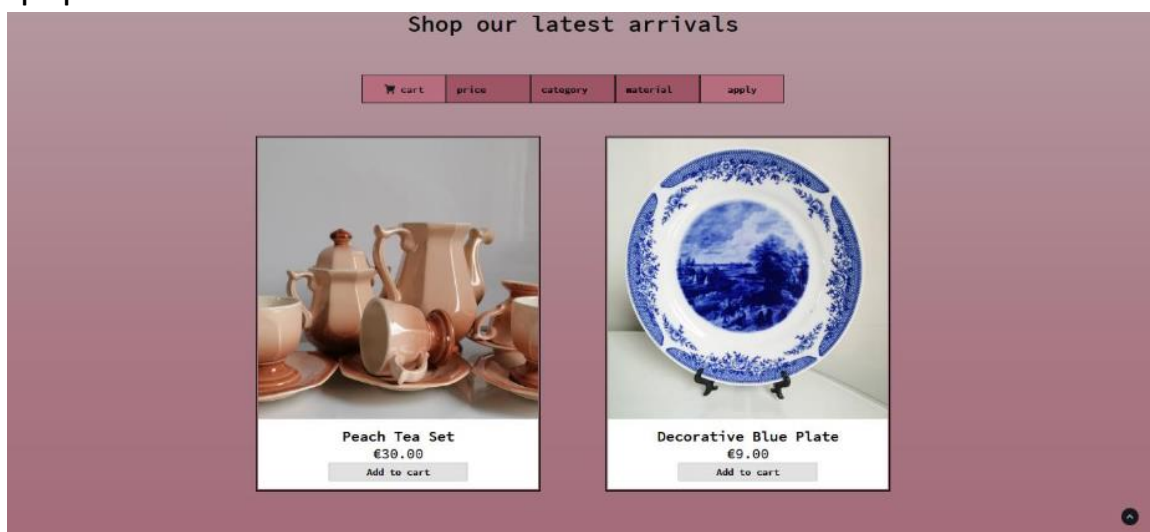 Shop our latest arrivals
cart price category material apply
Peach Tea Set
€30.00
Add to cart
Decorative Blue Plate
€9.00
Add to cart